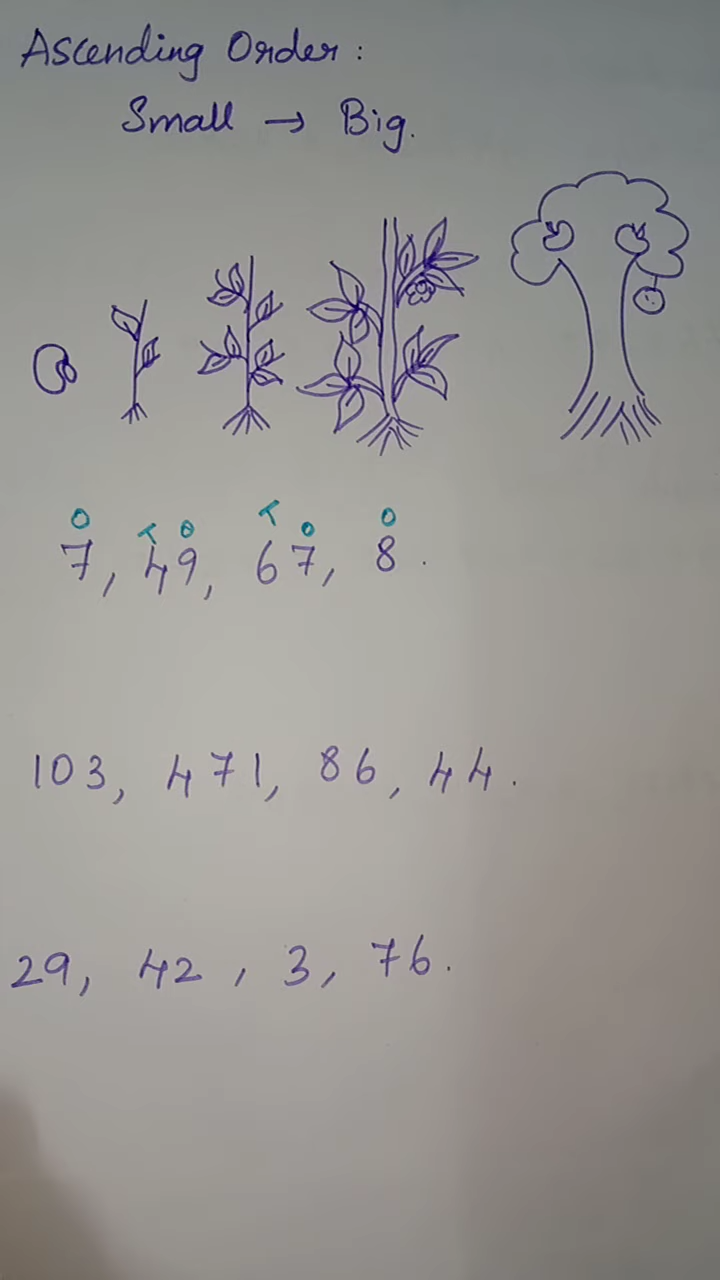 Ascending Order :
Small → Big.
O T O T O O
7, 49, 67, 8.
103, 471, 86, 44.
29, 42, 3, 76.